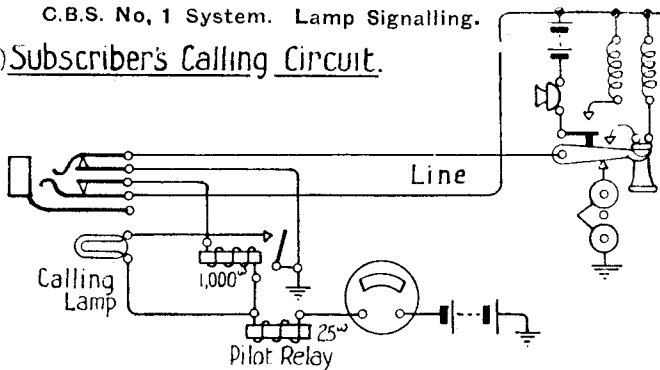 C.B.S. No, 1 System. Lamp Signalling.
) Subscriber's Calling Circuit.
Line
Calling
Lamp
1,000ω
25ω
Pilot Relay